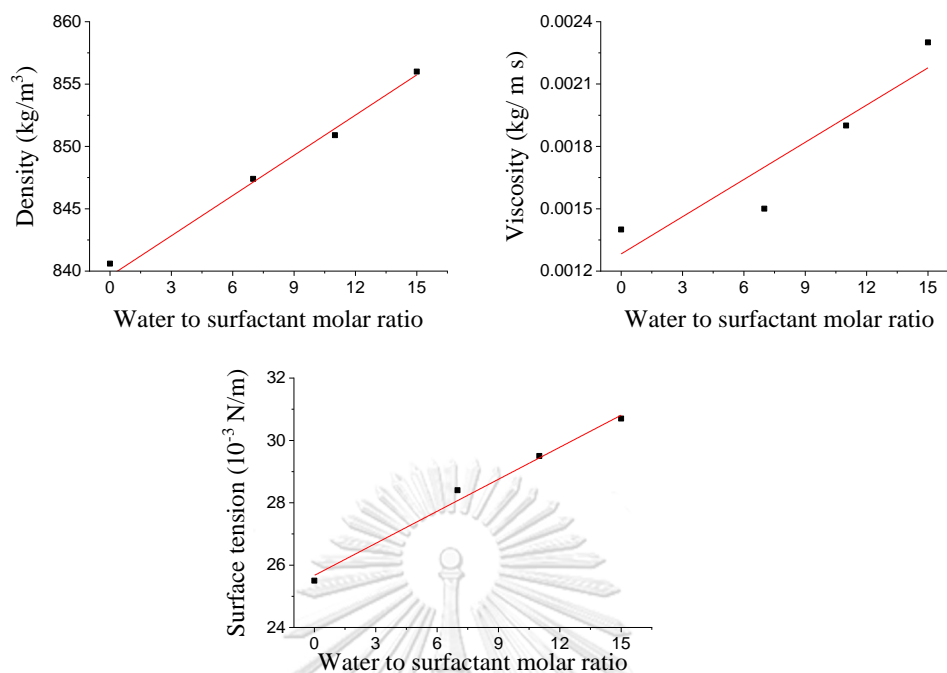 860
855
850
845
840
0 3 6 9 12 15
Density (kg/m³)
Water to surfactant molar ratio
0.0024
0.0021
0.0018
0.0015
0.0012
0 3 6 9 12 15
Viscosity (kg/ m s)
Water to surfactant molar ratio
32
30
28
26
24
0 3 6 9 12 15
Surface tension (10⁻³ N/m)
Water to surfactant molar ratio